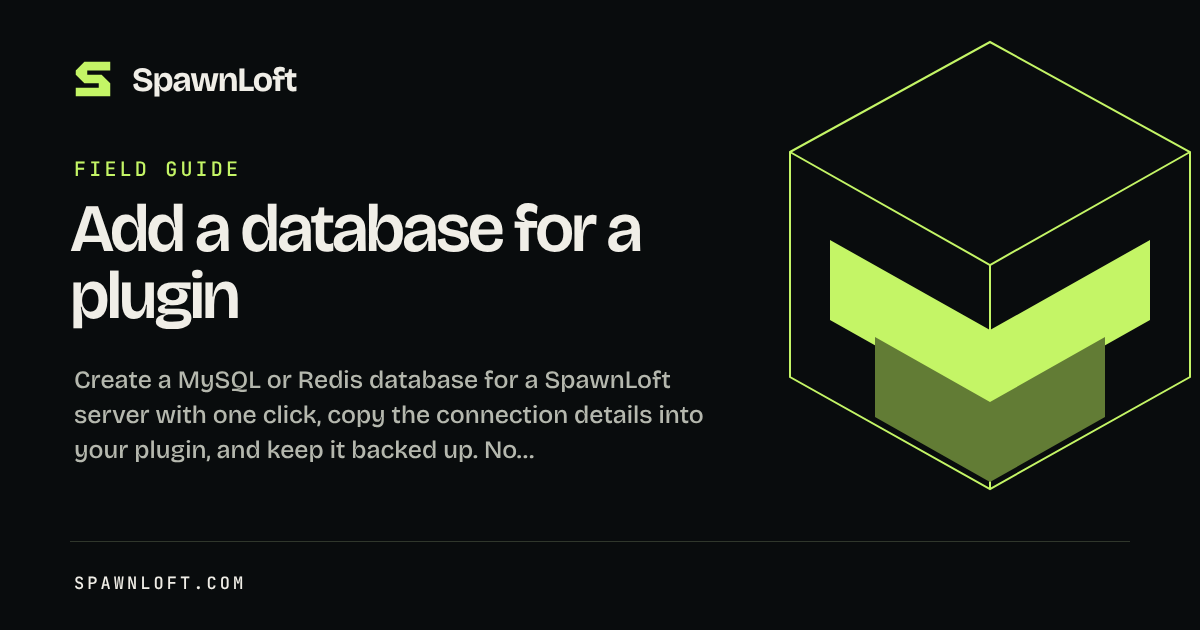 SpawnLoft
FIELD GUIDE
Add a database for a
plugin
Create a MySQL or Redis database for a SpawnLoft
server with one click, copy the connection details into
your plugin, and keep it backed up. No...
SPAWNLOFT.COM